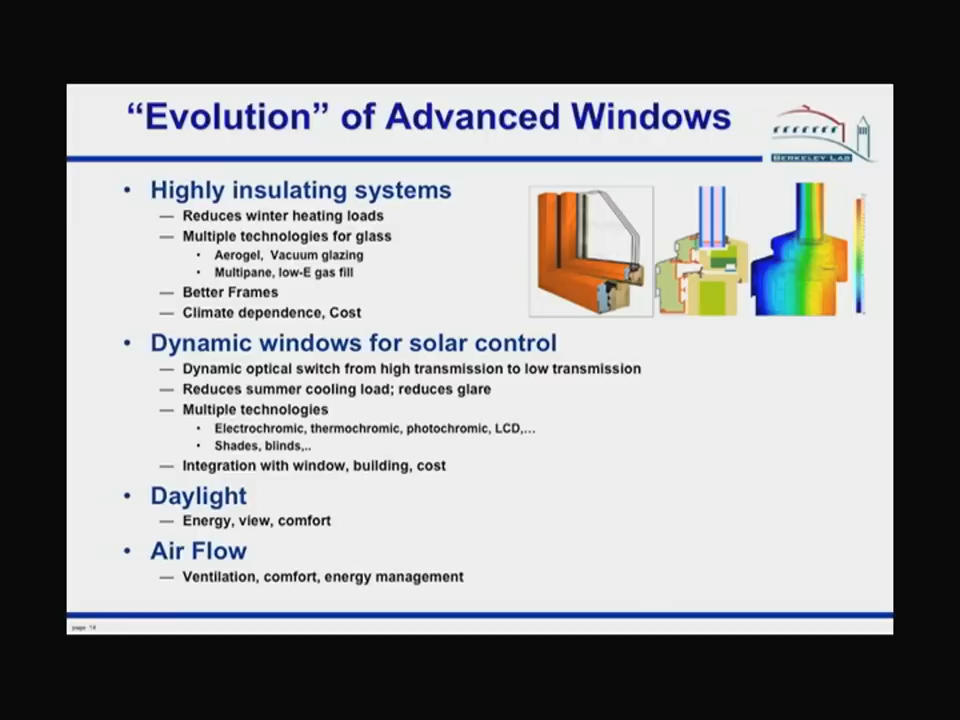 “Evolution” of Advanced Windows
BERKELEY LAB
• Highly insulating systems
— Reduces winter heating loads
— Multiple technologies for glass
• Aerogel, Vacuum glazing
• Multipane, low-E gas fill
— Better Frames
— Climate dependence, Cost
• Dynamic windows for solar control
— Dynamic optical switch from high transmission to low transmission
— Reduces summer cooling load; reduces glare
— Multiple technologies
• Electrochromic, thermochromic, photochromic, LCD,...
• Shades, blinds,..
— Integration with window, building, cost
• Daylight
— Energy, view, comfort
• Air Flow
— Ventilation, comfort, energy management
page 14